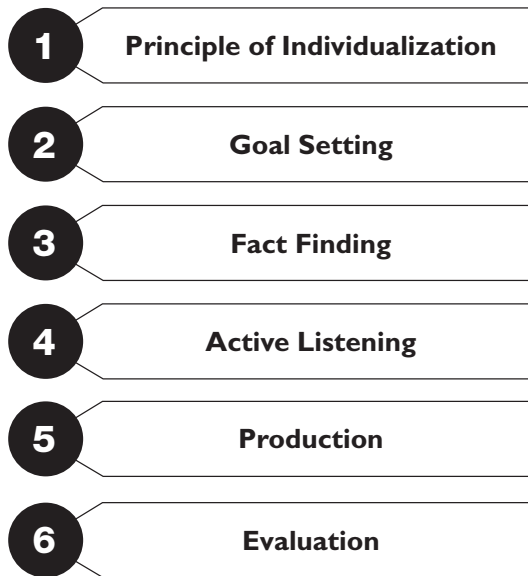 1 Principle of Individualization
2 Goal Setting
3 Fact Finding
4 Active Listening
5 Production
6 Evaluation